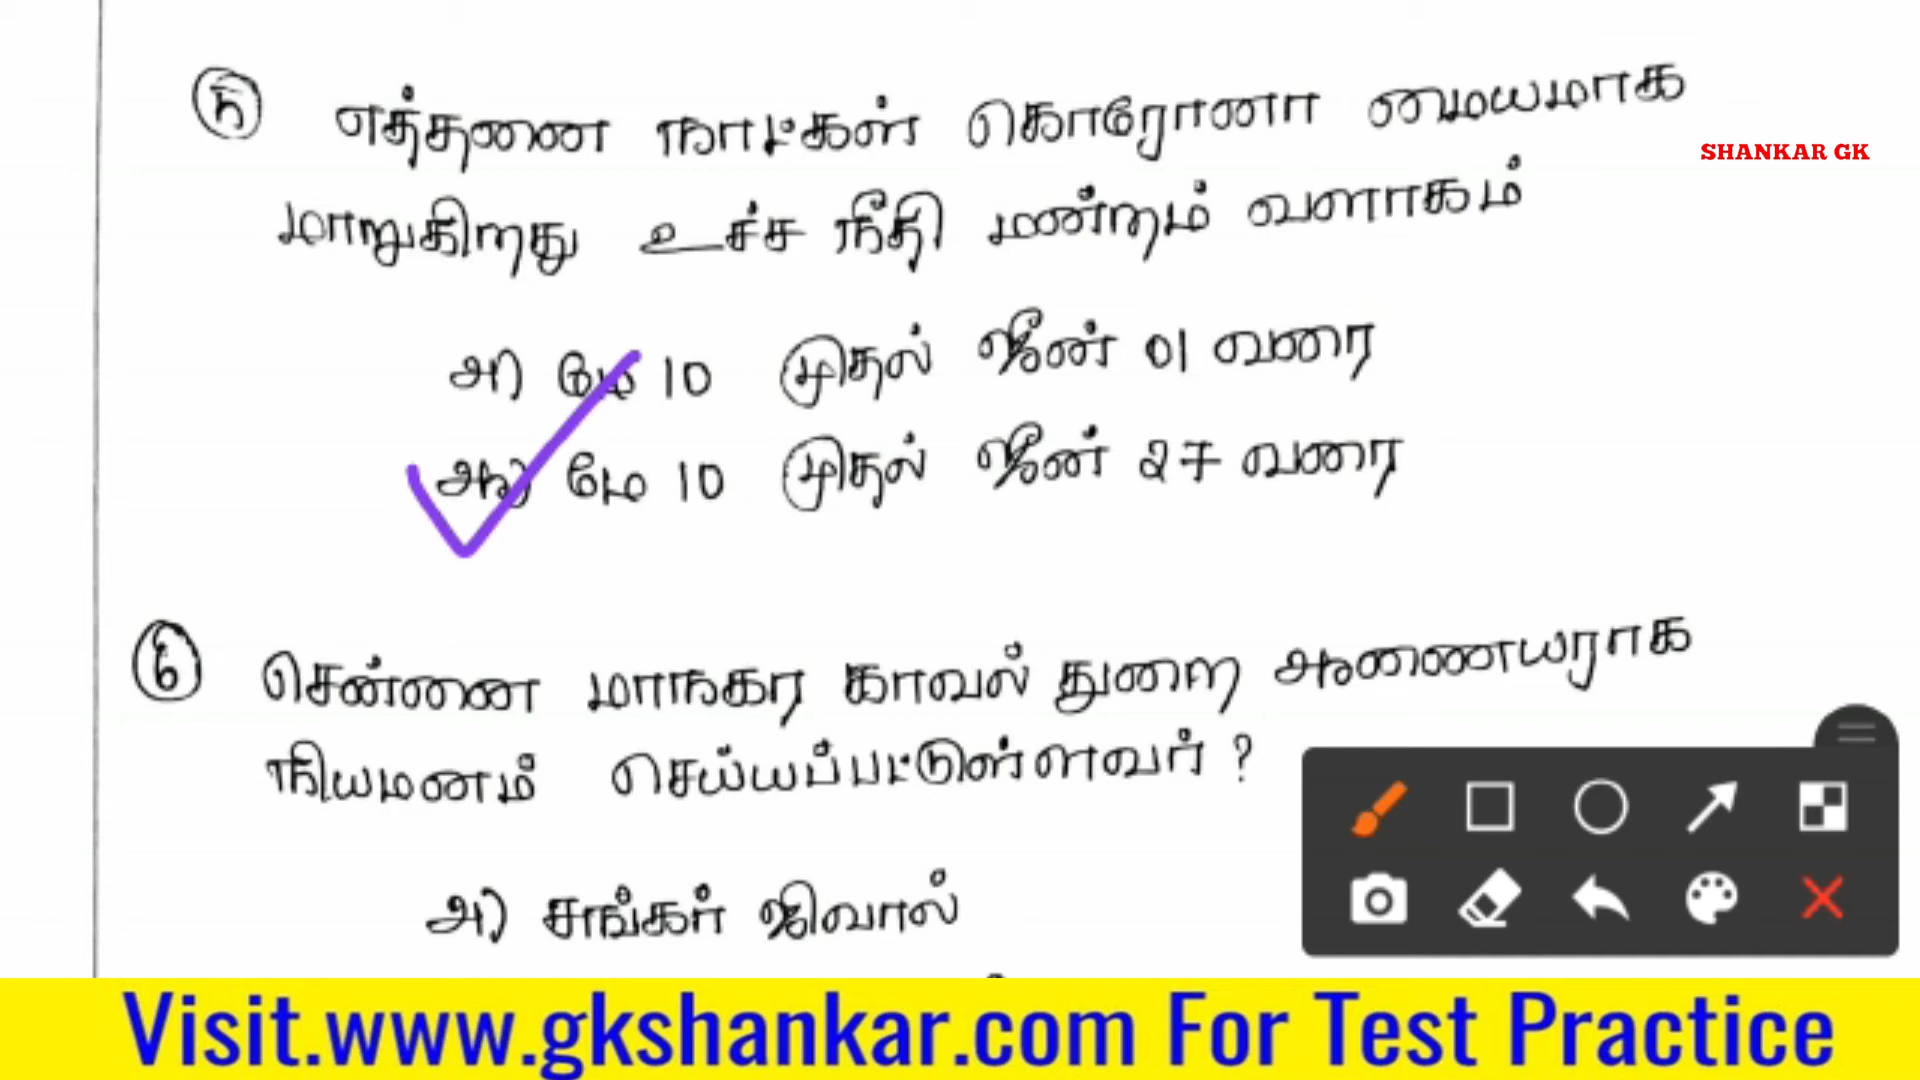 ௫ எத்தனை நாட்கள் கொரோனா மையமாக
SHANKAR GK
மாறுகிறது உச்ச நீதி மன்றம் வளாகம்
அ) மே 10 முதல் ஜீன் 01 வரை
ஆ) மே 10 முதல் ஜீன் 27 வரை
6 சென்னை மாநகர காவல் துறை ஆணையராக
நியமனம் செய்யப்பட்டுள்ளவர் ?
அ) சங்கர் ஜிவால்
Visit.www.gkshankar.com For Test Practice